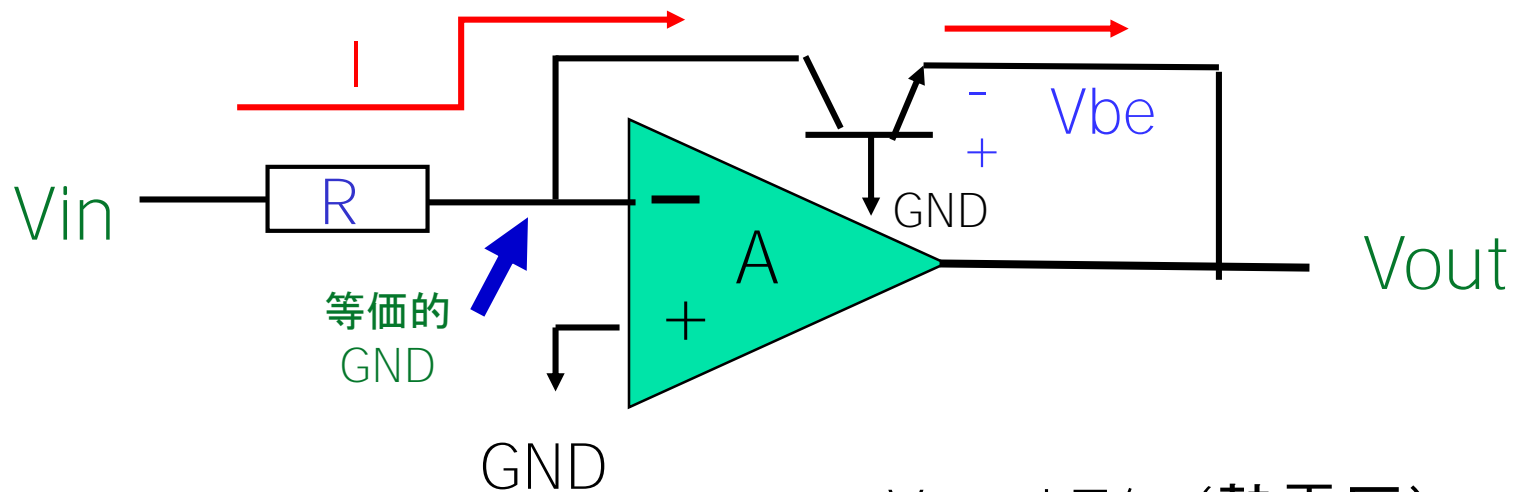 I
Vbe
-
+
Vin
R
GND
A
Vout
等価的
GND
+
GND